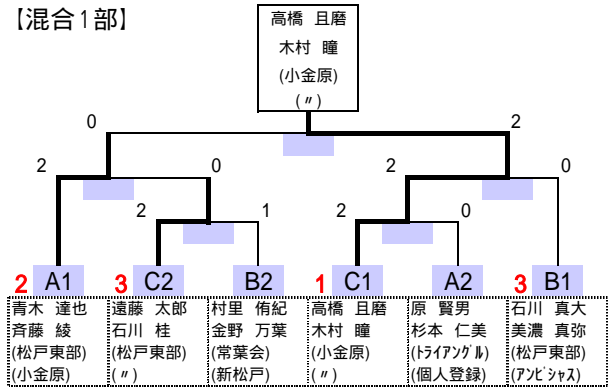 【混合１部】
高橋 且磨
木村 瞳
(小金原)
(〃)
0 2
2 0 2 0
2 1 2 0
2 A1 3 C2 B2 1 C1 A2 3 B1
青木 達也 遠藤 太郎 村里 侑紀 高橋 且磨 原 賢男 石川 真大
斉藤 綾 石川 桂 金野 万葉 木村 瞳 杉本 仁美 美濃 真弥
(松戸東部) (松戸東部) (常葉会) (小金原) (ﾄﾗｲｱﾝｸﾞﾙ) (松戸東部)
(小金原) (〃) (新松戸) (〃) (個人登録) (ｱﾝﾋﾞｼｬｽ)